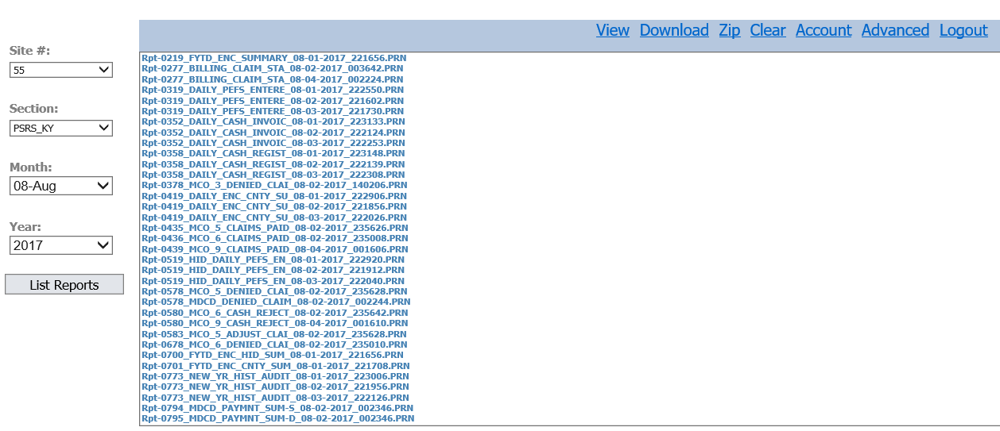 View Download Zip Clear Account Advanced Logout
Site #:
55
Section:
PSRS_KY
Month:
08-Aug
Year:
2017
List Reports
Rpt-0219_FYTD_ENC_SUMMARY_08-01-2017_221656.PRN
Rpt-0277_BILLING_CLAIM_STA_08-02-2017_003642.PRN
Rpt-0277_BILLING_CLAIM_STA_08-04-2017_002224.PRN
Rpt-0319_DAILY_PEFS_ENTERE_08-01-2017_222550.PRN
Rpt-0319_DAILY_PEFS_ENTERE_08-02-2017_221602.PRN
Rpt-0319_DAILY_PEFS_ENTERE_08-03-2017_221730.PRN
Rpt-0352_DAILY_CASH_INVOIC_08-01-2017_223133.PRN
Rpt-0352_DAILY_CASH_INVOIC_08-02-2017_222124.PRN
Rpt-0352_DAILY_CASH_INVOIC_08-03-2017_222253.PRN
Rpt-0358_DAILY_CASH_REGIST_08-01-2017_223148.PRN
Rpt-0358_DAILY_CASH_REGIST_08-02-2017_222139.PRN
Rpt-0358_DAILY_CASH_REGIST_08-03-2017_222308.PRN
Rpt-0378_MCO_3_DENIED_CLAI_08-02-2017_140206.PRN
Rpt-0419_DAILY_ENC_CNTY_SU_08-01-2017_222906.PRN
Rpt-0419_DAILY_ENC_CNTY_SU_08-02-2017_221856.PRN
Rpt-0419_DAILY_ENC_CNTY_SU_08-03-2017_222026.PRN
Rpt-0435_MCO_5_CLAIMS_PAID_08-02-2017_235626.PRN
Rpt-0436_MCO_6_CLAIMS_PAID_08-02-2017_235008.PRN
Rpt-0439_MCO_9_CLAIMS_PAID_08-04-2017_001606.PRN
Rpt-0519_HID_DAILY_PEFS_EN_08-01-2017_222920.PRN
Rpt-0519_HID_DAILY_PEFS_EN_08-02-2017_221912.PRN
Rpt-0519_HID_DAILY_PEFS_EN_08-03-2017_222040.PRN
Rpt-0578_MCO_5_DENIED_CLAI_08-02-2017_235628.PRN
Rpt-0578_MDCD_DENIED_CLAIM_08-02-2017_002244.PRN
Rpt-0580_MCO_6_CASH_REJECT_08-02-2017_235642.PRN
Rpt-0580_MCO_9_CASH_REJECT_08-04-2017_001610.PRN
Rpt-0583_MCO_5_ADJUST_CLAI_08-02-2017_235628.PRN
Rpt-0678_MCO_6_DENIED_CLAI_08-02-2017_235010.PRN
Rpt-0700_FYTD_ENC_HID_SUM_08-01-2017_221656.PRN
Rpt-0701_FYTD_ENC_CNTY_SUM_08-01-2017_221708.PRN
Rpt-0773_NEW_YR_HIST_AUDIT_08-01-2017_223006.PRN
Rpt-0773_NEW_YR_HIST_AUDIT_08-02-2017_221956.PRN
Rpt-0773_NEW_YR_HIST_AUDIT_08-03-2017_222126.PRN
Rpt-0794_MDCD_PAYMNT_SUM-S_08-02-2017_002346.PRN
Rpt-0795_MDCD_PAYMNT_SUM-D_08-02-2017_002346.PRN